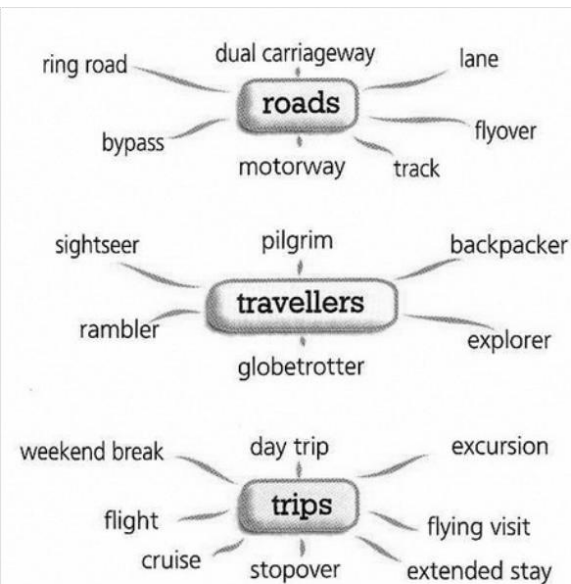 dual carriageway
ring road
lane
roads
bypass
flyover
motorway
track
sightseer
pilgrim
backpacker
travellers
rambler
explorer
globetrotter
weekend break
day trip
excursion
trips
flight
flying visit
cruise
stopover
extended stay